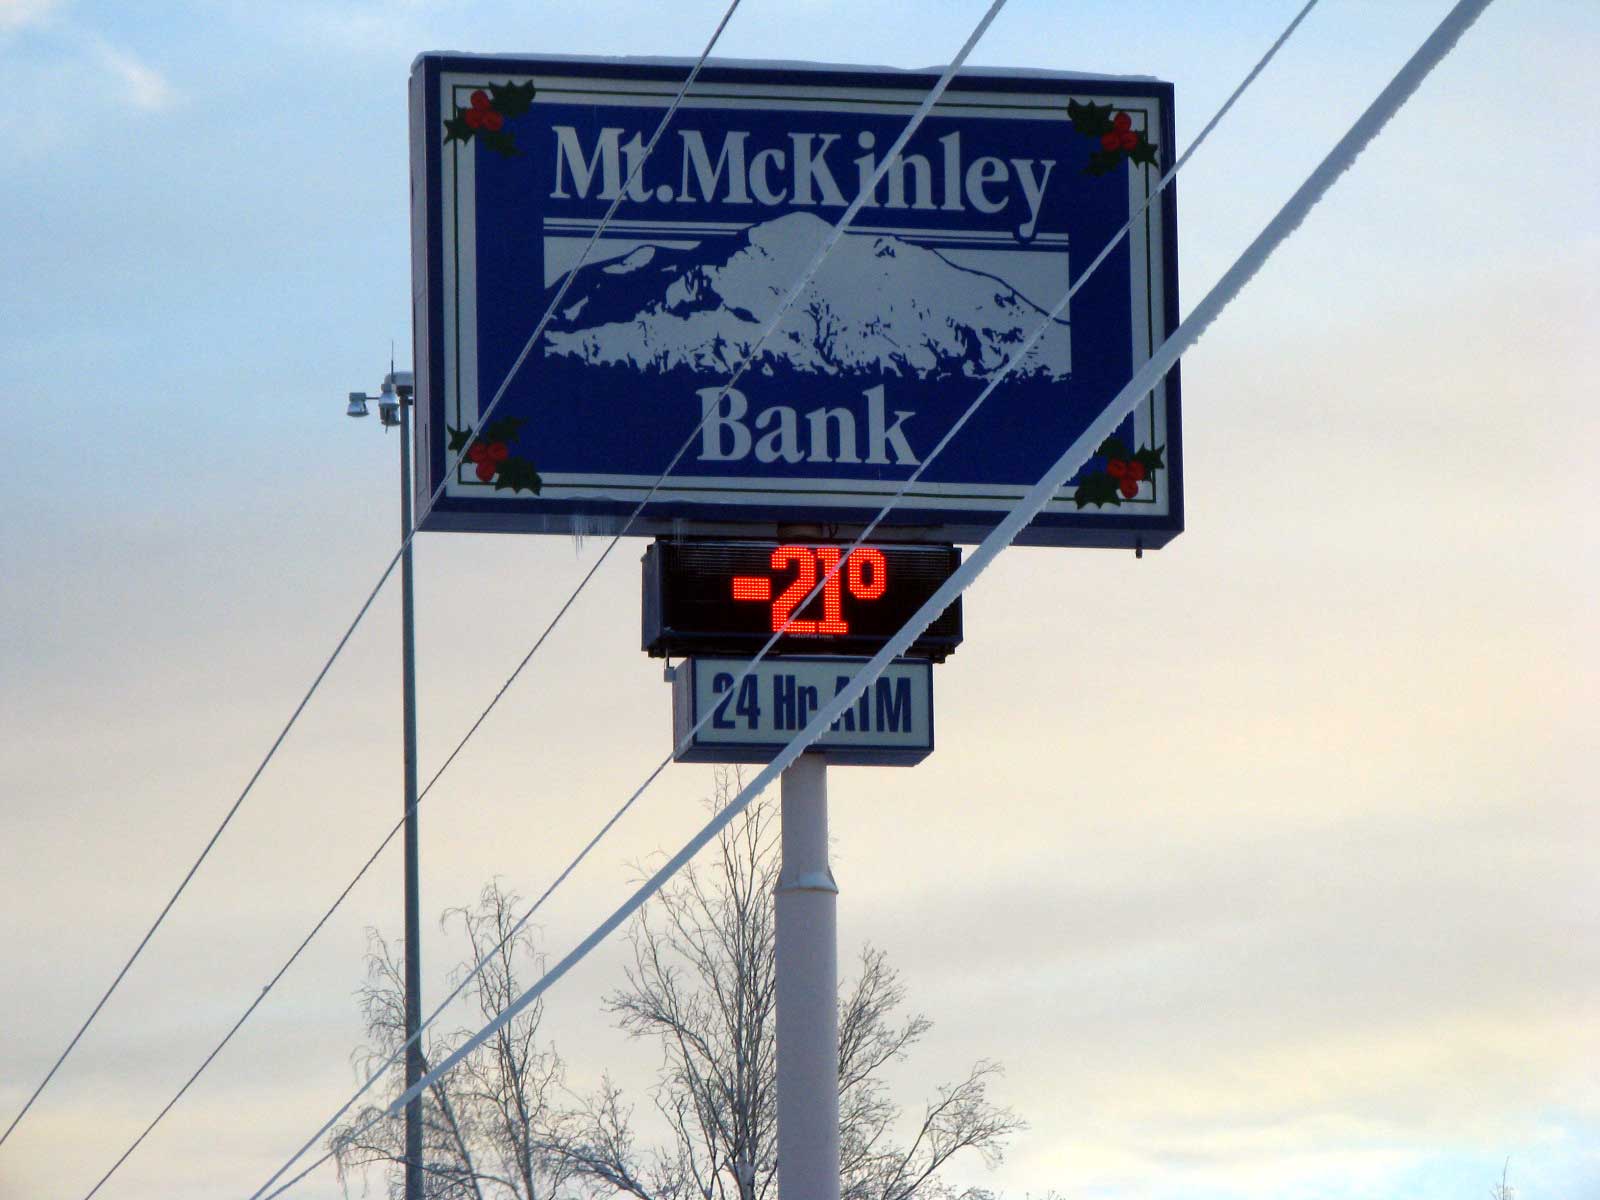 Mt. McKinley
Bank
-21°
24 Hr ATM